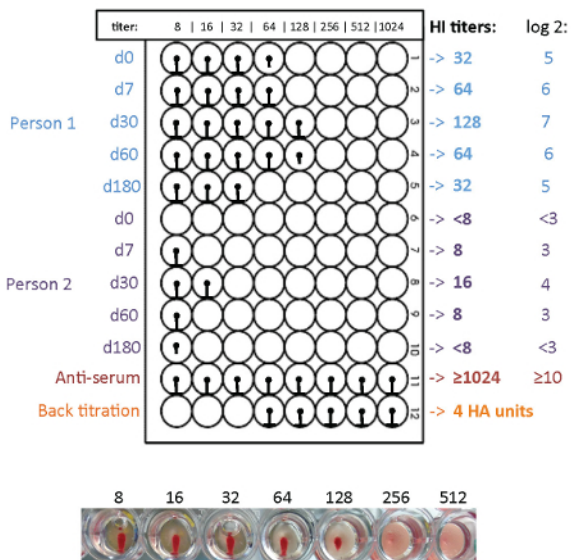 titer: 8 | 16 | 32 | 64 | 128 | 256 | 512 | 1024 HI titers: log 2:
d0 1 -> 32 5
d7 2 -> 64 6
Person 1 d30 3 -> 128 7
d60 4 -> 64 6
d180 5 -> 32 5
d0 6 -> <8 <3
d7 7 -> 8 3
Person 2 d30 8 -> 16 4
d60 9 -> 8 3
d180 10 -> <8 <3
Anti-serum 11 -> ≥1024 ≥10
Back titration 12 -> 4 HA units
8 16 32 64 128 256 512